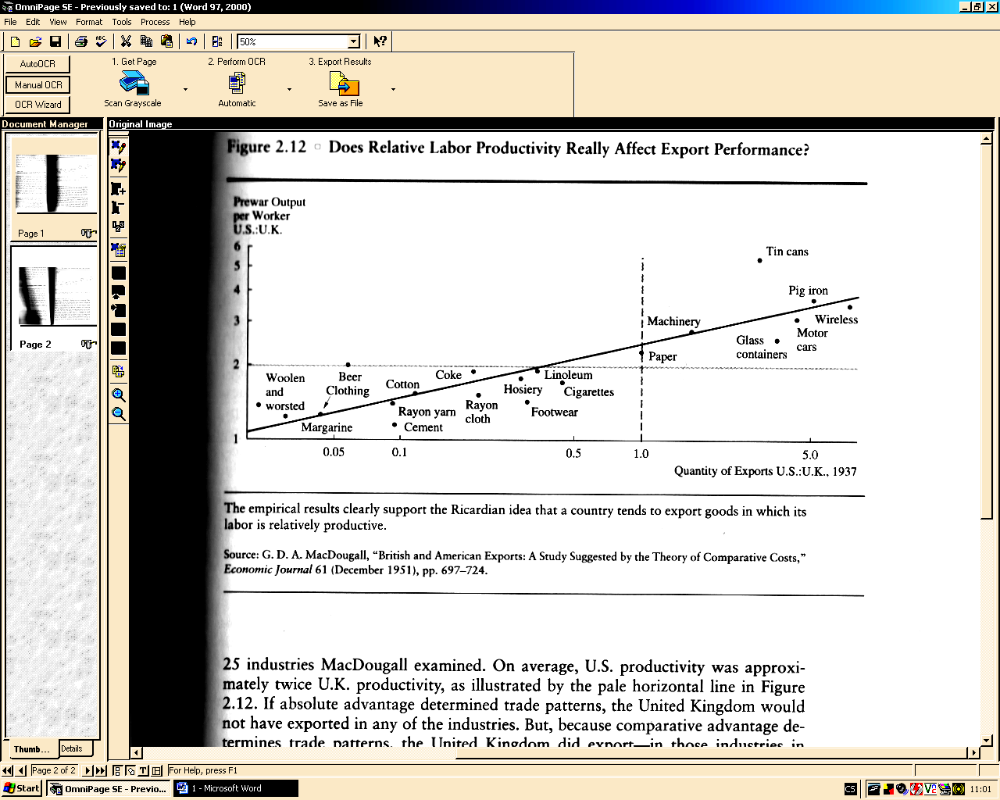 OmniPage SE - Previously saved to: 1 (Word 97, 2000)
File Edit View Format Tools Process Help
50%
AutoOCR
Manual OCR
OCR Wizard
1. Get Page
2. Perform OCR
3. Export Results
Scan Grayscale
Automatic
Save as File
Document Manager
Original Image
Page 1
Page 2
Figure 2.12 Does Relative Labor Productivity Really Affect Export Performance?
Prewar Output
per Worker
U.S.:U.K.
6
5
4
3
2
1
Tin cans
Pig iron
Wireless
Machinery
Motor
cars
Glass
containers
Paper
Woolen
and
worsted
Beer
Clothing
Margarine
Cotton
Coke
Rayon yarn
Cement
Rayon
cloth
Hosiery
Linoleum
Cigarettes
Footwear
0.05 0.1 0.5 1.0 5.0
Quantity of Exports U.S.:U.K., 1937
The empirical results clearly support the Ricardian idea that a country tends to export goods in which its
labor is relatively productive.
Source: G. D. A. MacDougall, “British and American Exports: A Study Suggested by the Theory of Comparative Costs,”
Economic Journal 61 (December 1951), pp. 697–724.
25 industries MacDougall examined. On average, U.S. productivity was approxi-
mately twice U.K. productivity, as illustrated by the pale horizontal line in Figure
2.12. If absolute advantage determined trade patterns, the United Kingdom would
not have exported in any of the industries. But, because comparative advantage de-
termines trade patterns, the United Kingdom did export—in those industries in
Thumb...
Details
Page 2 of 2
For Help, press F1
Start
OmniPage SE - Previo...
1 - Microsoft Word
CS
11:01